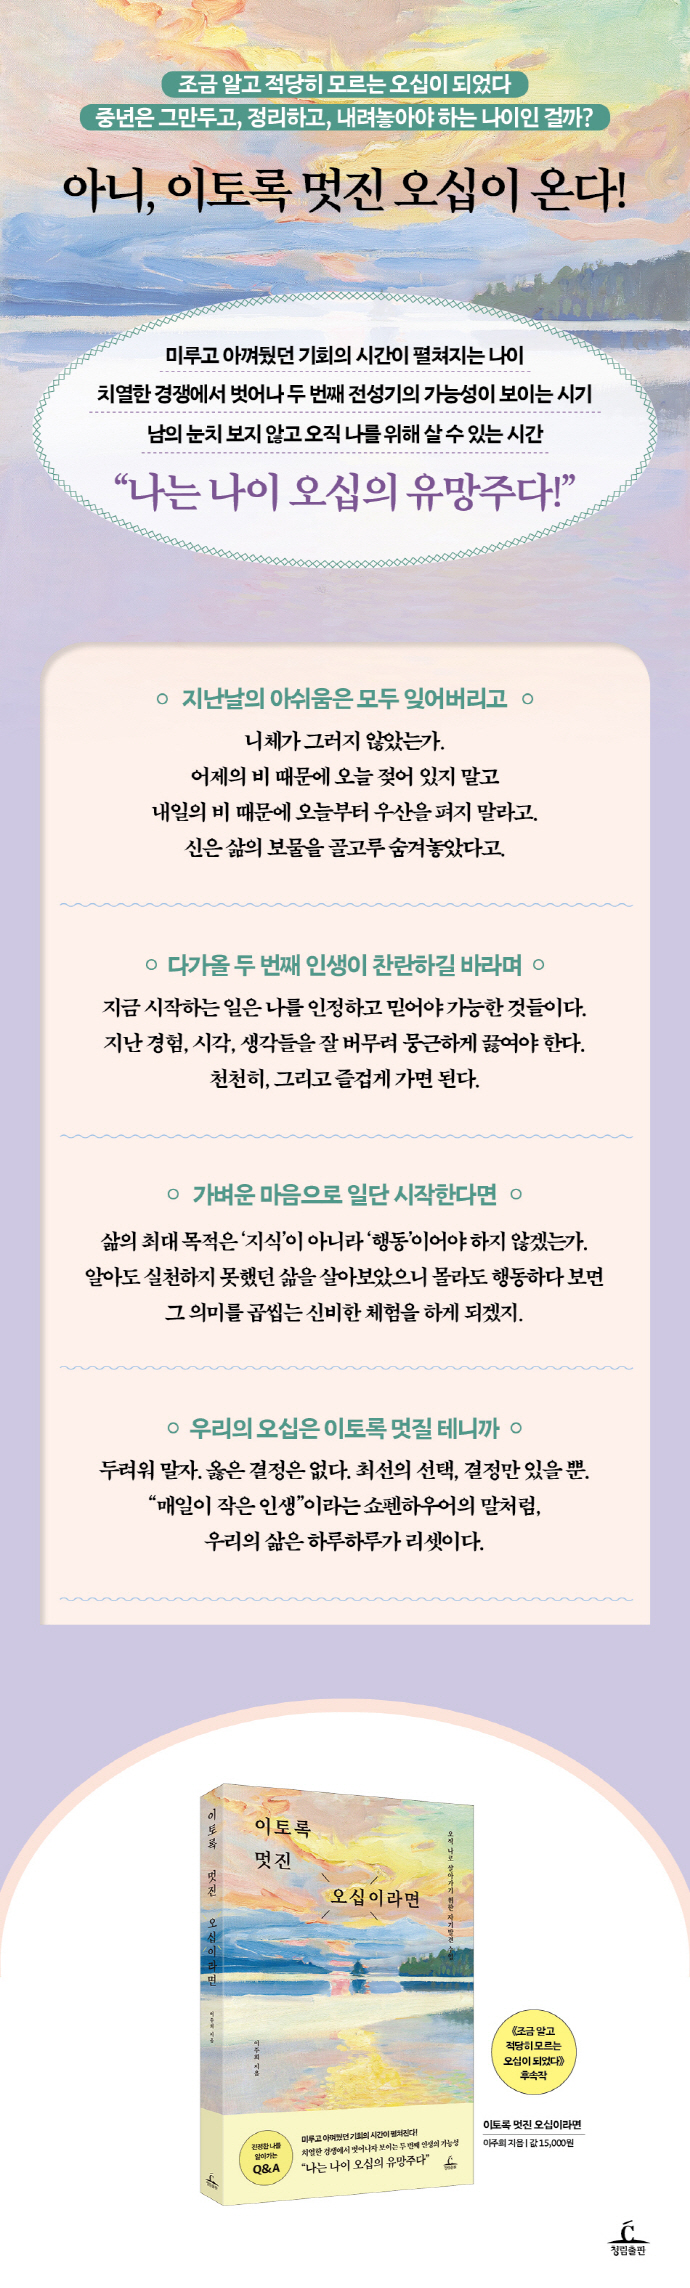 조금 알고 적당히 모르는 오십이 되었다
중년은 그만두고, 정리하고, 내려놓아야 하는 나이인 걸까?
아니, 이토록 멋진 오십이 온다!
미루고 아껴뒀던 기회의 시간이 펼쳐지는 나이
치열한 경쟁에서 벗어나 두 번째 전성기의 가능성이 보이는 시기
남의 눈치 보지 않고 오직 나를 위해 살 수 있는 시간
“나는 나이 오십의 유망주다!”
지난날의 아쉬움은 모두 잊어버리고
니체가 그러지 않았는가.
어제의 비 때문에 오늘 젖어 있지 말고
내일의 비 때문에 오늘부터 우산을 펴지 말라고.
신은 삶의 보물을 골고루 숨겨놓았다고.
다가올 두 번째 인생이 찬란하길 바라며
지금 시작하는 일은 나를 인정하고 믿어야 가능한 것들이다.
지난 경험, 시각, 생각들을 잘 버무려 뭉근하게 끓여야 한다.
천천히, 그리고 즐겁게 가면 된다.
가벼운 마음으로 일단 시작한다면
삶의 최대 목적은 ‘지식’이 아니라 ‘행동’이어야 하지 않겠는가.
알아도 실천하지 못했던 삶을 살아보았으니 몰라도 행동하다 보면
그 의미를 곱씹는 신비한 체험을 하게 되겠지.
우리의 오십은 이토록 멋질 테니까
두려워 말자. 옳은 결정은 없다. 최선의 선택, 결정만 있을 뿐.
“매일이 작은 인생”이라는 쇼펜하우어의 말처럼,
우리의 삶은 하루하루가 리셋이다.
이토록 멋진 오십이라면
이주희 지음
이토록
멋진
오십이라면
오직 나로 살아가기 위한 자기발견
이주희 지음
진정한 나를
알아가는
Q&A
미루고 아껴뒀던 기회의 시간이 펼쳐진다!
치열한 경쟁에서 벗어나자 보이는 두 번째 인생의 가능성
“나는 나이 오십의 유망주다”
청림출판
《조금 알고
적당히 모르는
오십이 되었다》
후속작
이토록 멋진 오십이라면
이주희 지음 | 값 15,000원
청림출판